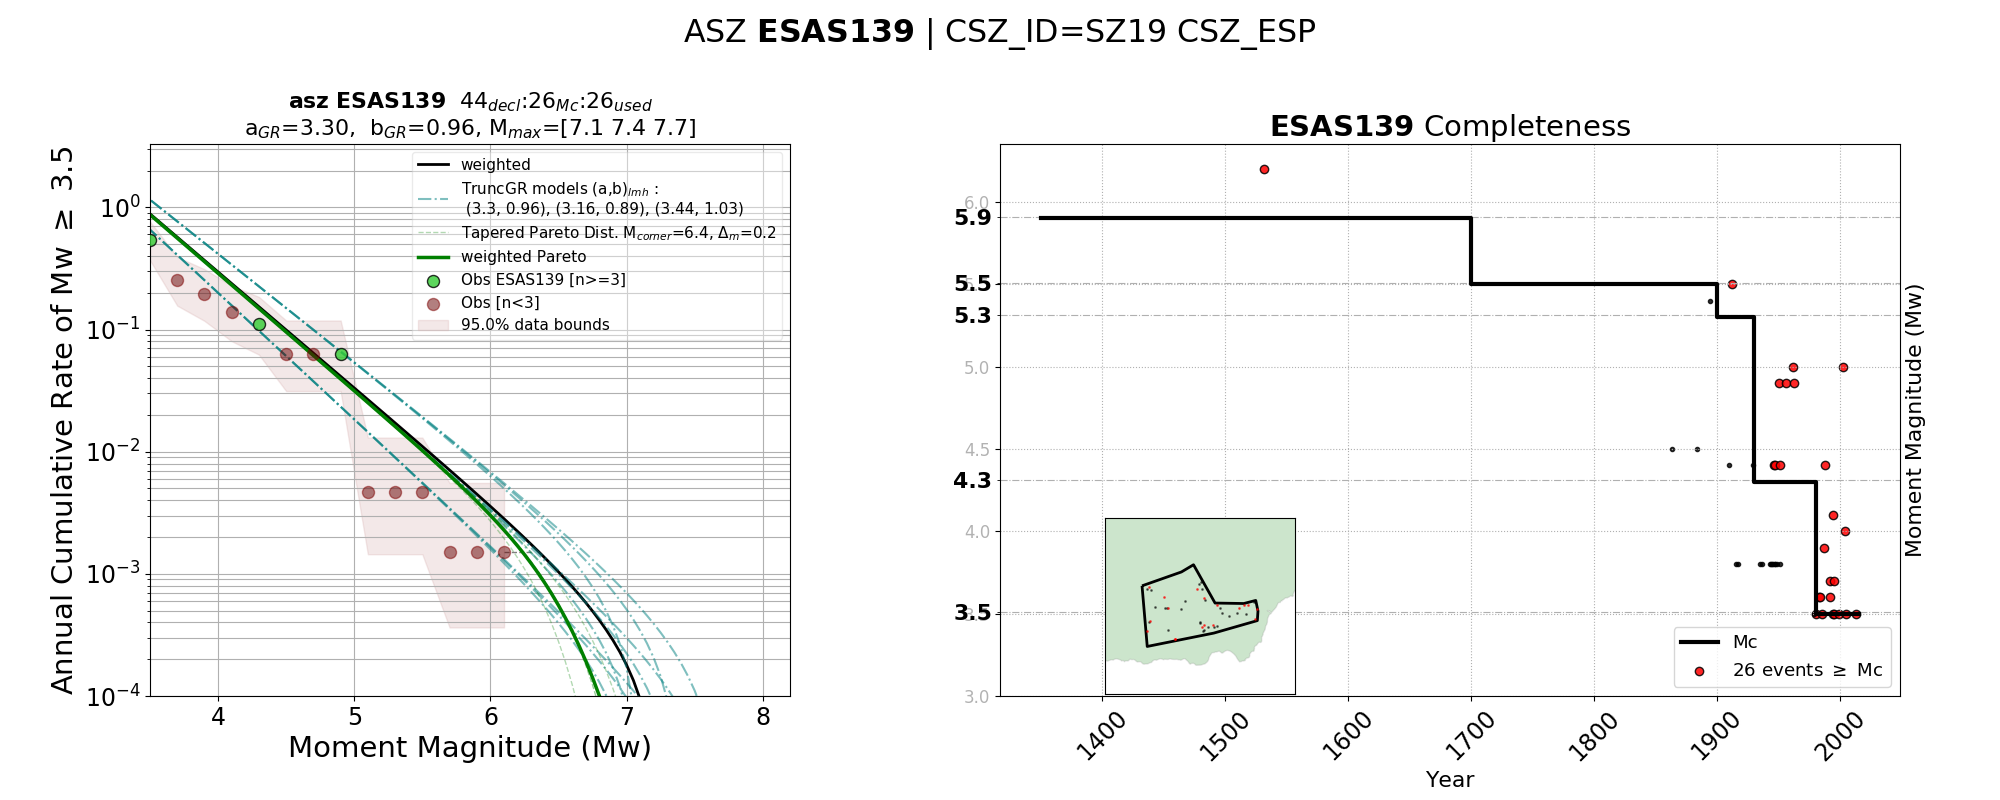 ASZ ESAS139 | CSZ_ID=SZ19 CSZ_ESP
asz ESAS139 44decl:26Mc:26used
aGR=3.30, bGR=0.96, Mmax=[7.1 7.4 7.7]
Annual Cumulative Rate of Mw ≥ 3.5
10^0
10^-1
10^-2
10^-3
10^-4
weighted
TruncGR models (a,b)lmh :
(3.3, 0.96), (3.16, 0.89), (3.44, 1.03)
Tapered Pareto Dist. Mcorner=6.4, Δm=0.2
weighted Pareto
Obs ESAS139 [n>=3]
Obs [n<3]
95.0% data bounds
4 5 6 7 8
Moment Magnitude (Mw)
ESAS139 Completeness
6.0
5.9
5.5
5.3
5.0
4.5
4.3
4.0
3.5
3.0
Moment Magnitude (Mw)
Mc
26 events ≥ Mc
1400 1500 1600 1700 1800 1900 2000
Year